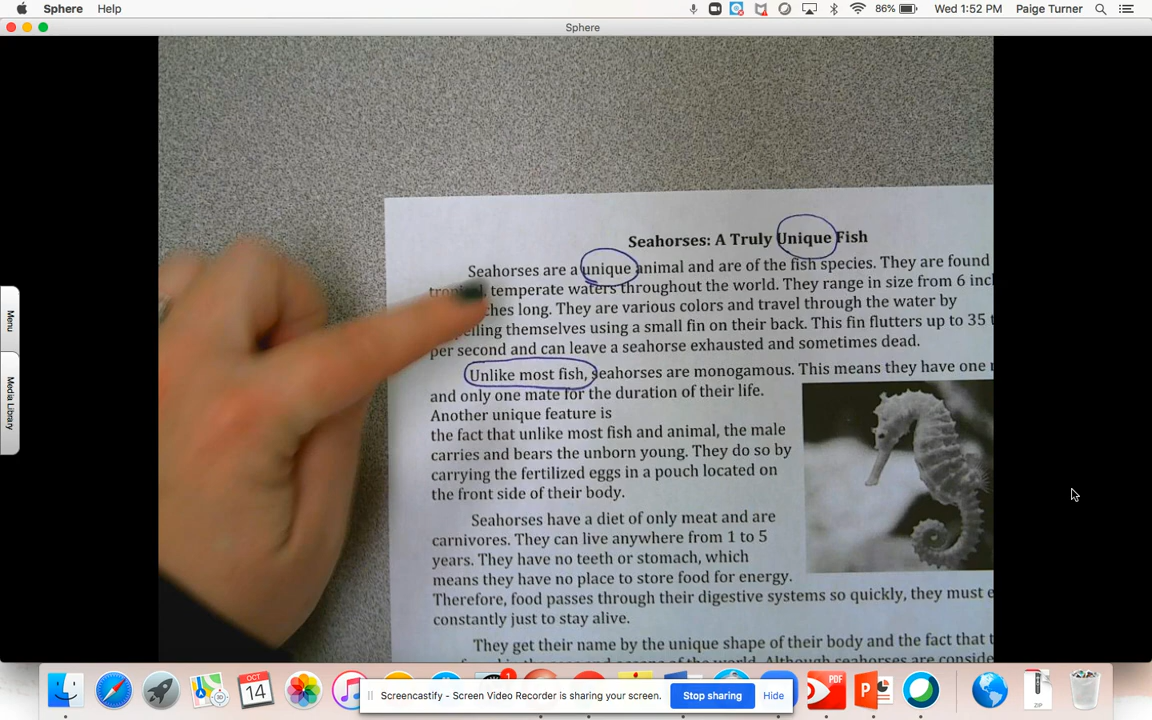 Sphere Help
86% Wed 1:52 PM Paige Turner
Sphere
Menu
Media Library
Seahorses: A Truly Unique Fish
Seahorses are a unique animal and are of the fish species. They are found
tropical, temperate waters throughout the world. They range in size from 6 incl
ches long. They are various colors and travel through the water by
elling themselves using a small fin on their back. This fin flutters up to 35 t
per second and can leave a seahorse exhausted and sometimes dead.
Unlike most fish, seahorses are monogamous. This means they have one
and only one mate for the duration of their life.
Another unique feature is
the fact that unlike most fish and animal, the male
carries and bears the unborn young. They do so by
carrying the fertilized eggs in a pouch located on
the front side of their body.
Seahorses have a diet of only meat and are
carnivores. They can live anywhere from 1 to 5
years. They have no teeth or stomach, which
means they have no place to store food for energy.
Therefore, food passes through their digestive systems so quickly, they must e
constantly just to stay alive.
They get their name by the unique shape of their body and the fact that t
Although seahorses are conside
OCT
14
1
PDF
ZIP
Screencastify - Screen Video Recorder is sharing your screen. Stop sharing Hide